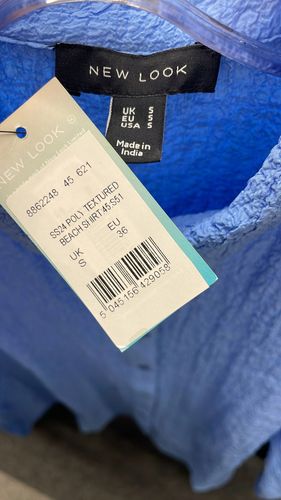 NEW LOOK
UK S
EU S
USA S
Made in
India
NEW LOOK
8862248 45 621
SS24 POLY TEXTURED
BEACH SHIRT 45.S51
UK EU
S 36
5 045156 429058